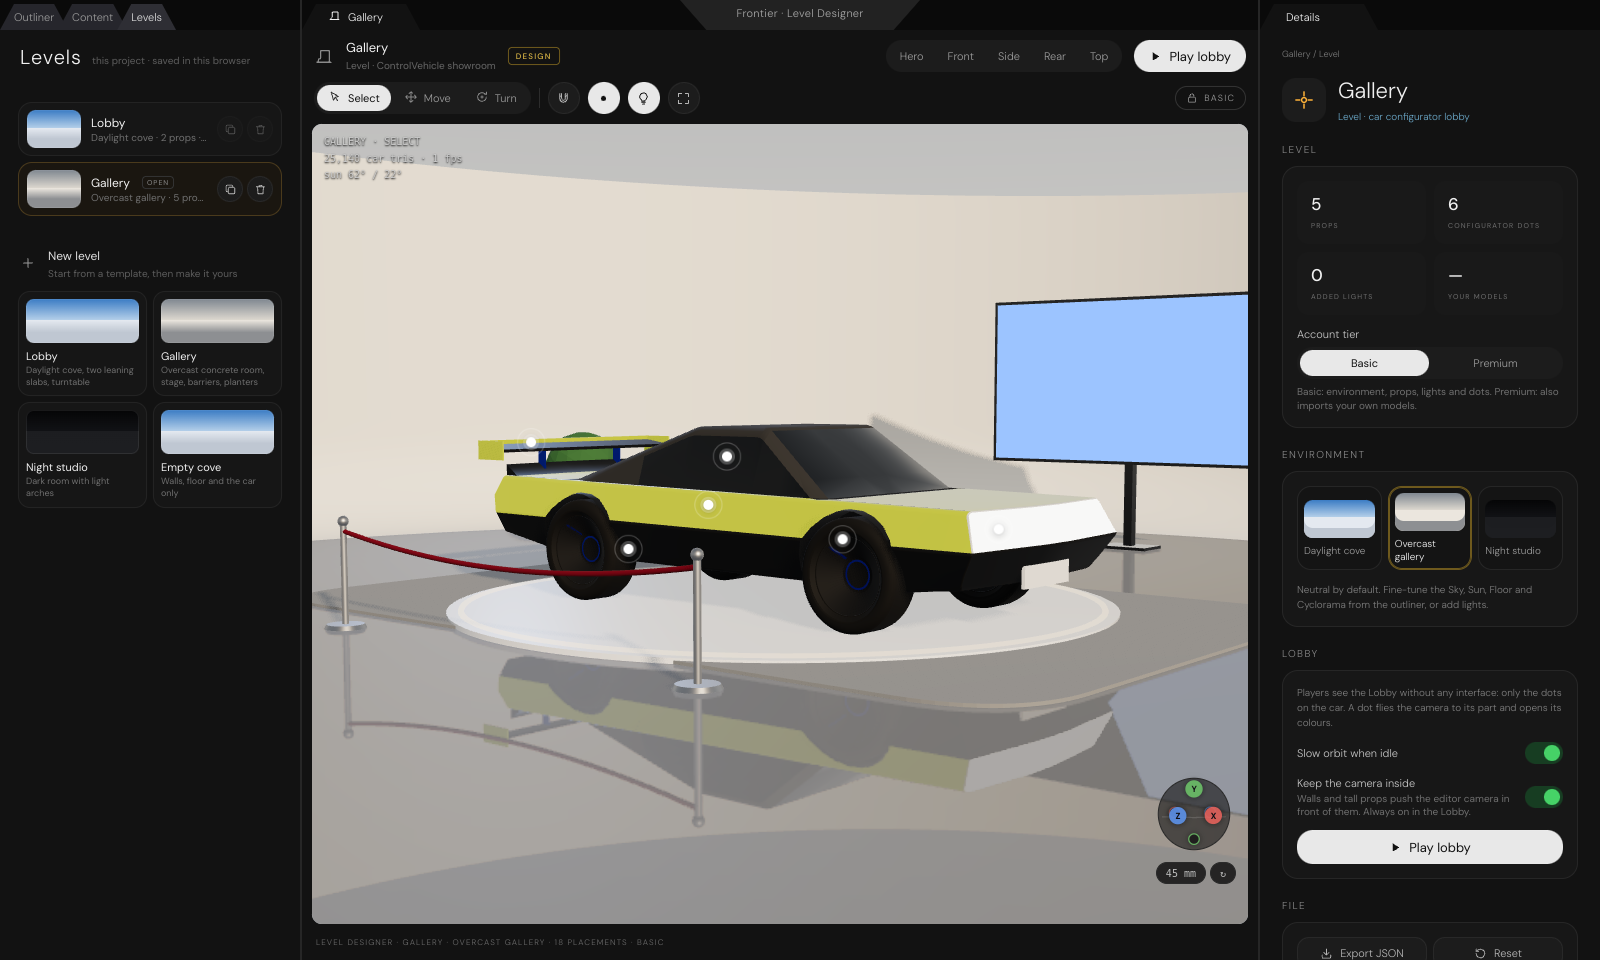 Outliner
Content
Levels
Gallery
Frontier · Level Designer
Details
Levels this project · saved in this browser
Lobby
Daylight cove · 2 props ·...
Gallery OPEN
Overcast gallery · 5 pro...
New level
Start from a template, then make it yours
Lobby
Daylight cove, two leaning
slabs, turntable
Gallery
Overcast concrete room,
stage, barriers, planters
Night studio
Dark room with light
arches
Empty cove
Walls, floor and the car
only
Gallery
Level · ControlVehicle showroom
DESIGN
Hero
Front
Side
Rear
Top
Play lobby
Select
Move
Turn
BASIC
GALLERY · SELECT
25,140 car tris · 1 fps
sun 62° / 22°
Y
Z
X
45 mm
LEVEL DESIGNER · GALLERY · OVERCAST GALLERY · 18 PLACEMENTS · BASIC
Gallery / Level
Gallery
Level · car configurator lobby
LEVEL
5
PROPS
6
CONFIGURATOR DOTS
0
ADDED LIGHTS
—
YOUR MODELS
Account tier
Basic
Premium
Basic: environment, props, lights and dots. Premium: also
imports your own models.
ENVIRONMENT
Daylight cove
Overcast
gallery
Night studio
Neutral by default. Fine-tune the Sky, Sun, Floor and
Cyclorama from the outliner, or add lights.
LOBBY
Players see the Lobby without any interface: only the dots
on the car. A dot flies the camera to its part and opens its
colours.
Slow orbit when idle
Keep the camera inside
Walls and tall props push the editor camera in
front of them. Always on in the Lobby.
Play lobby
FILE
Export JSON
Reset